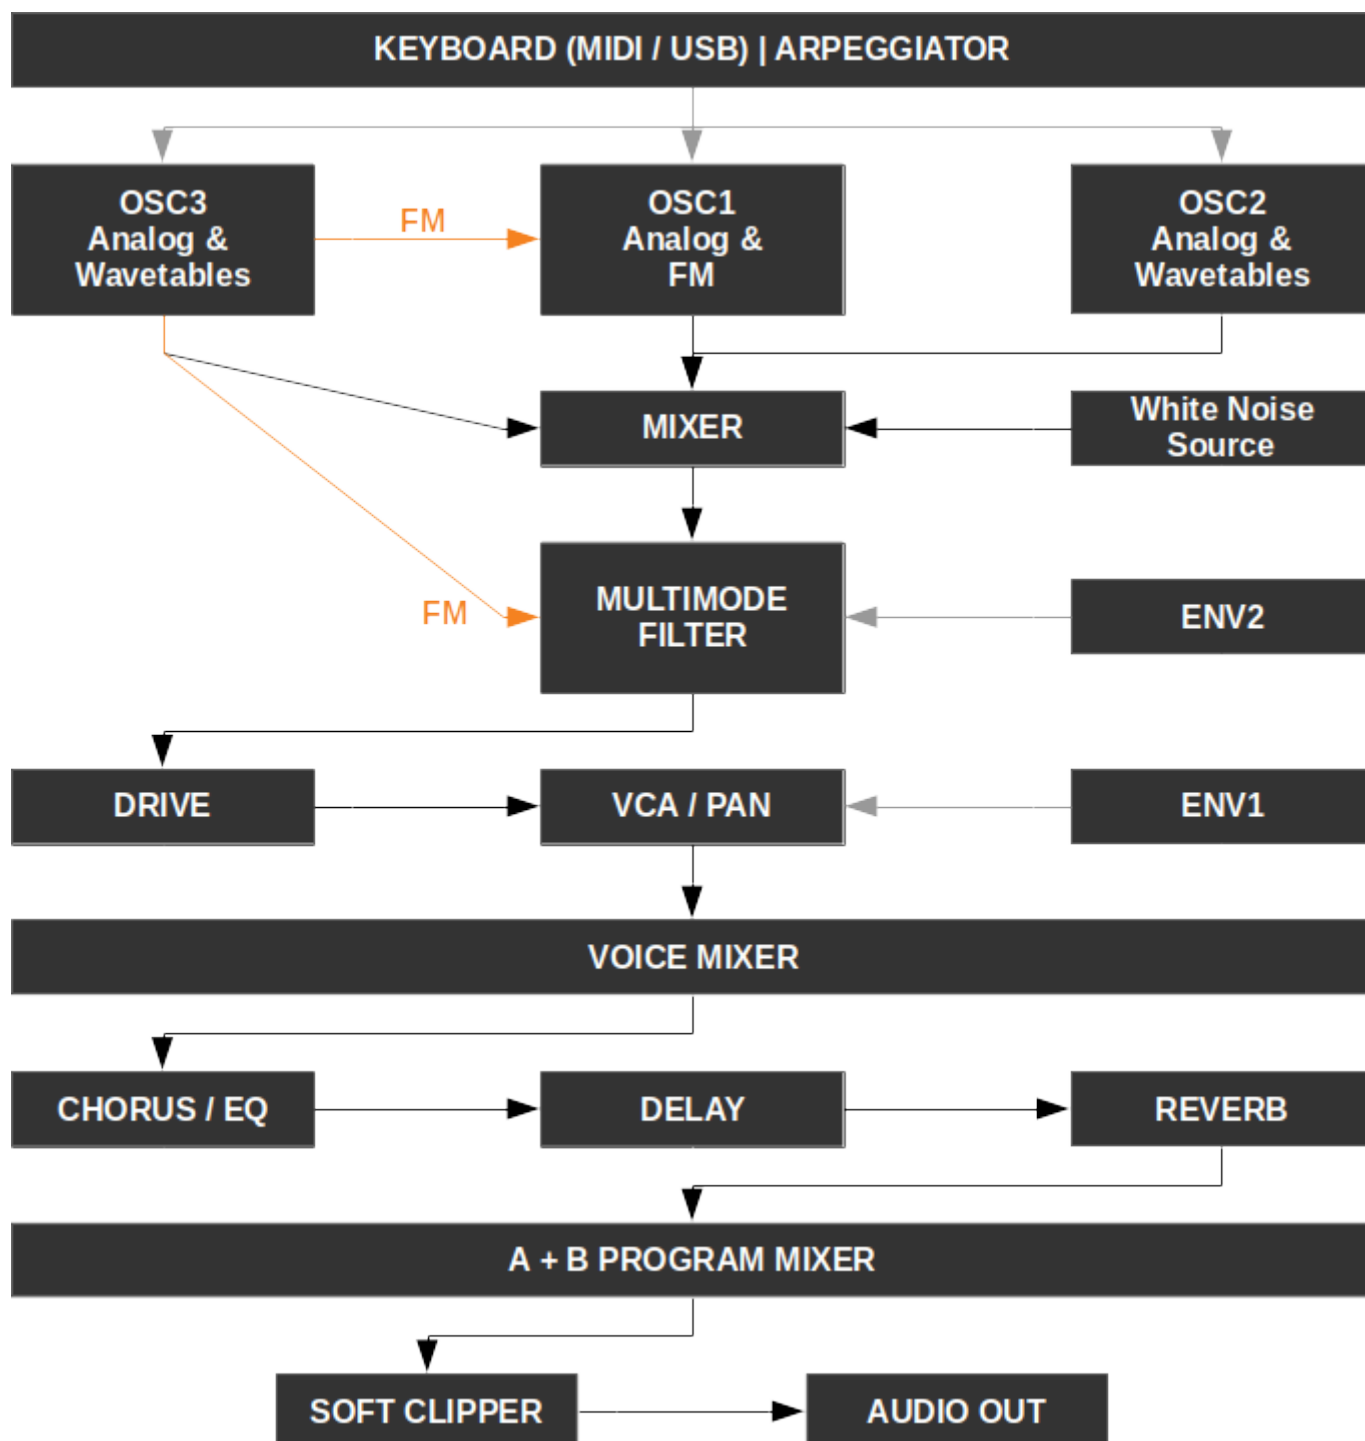 KEYBOARD (MIDI / USB) | ARPEGGIATOR
OSC3
Analog &
Wavetables
FM
OSC1
Analog &
FM
OSC2
Analog &
Wavetables
MIXER
White Noise
Source
FM
MULTIMODE
FILTER
ENV2
DRIVE
VCA / PAN
ENV1
VOICE MIXER
CHORUS / EQ
DELAY
REVERB
A + B PROGRAM MIXER
SOFT CLIPPER
AUDIO OUT